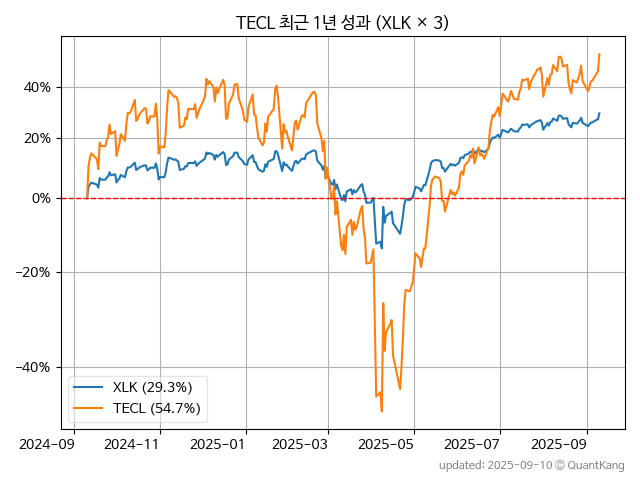 TECL 최근 1년 성과 (XLK × 3)
40%
20%
0%
−20%
−40%
XLK (29.3%)
TECL (54.7%)
2024-09 2024-11 2025-01 2025-03 2025-05 2025-07 2025-09
updated: 2025-09-10 © QuantKang